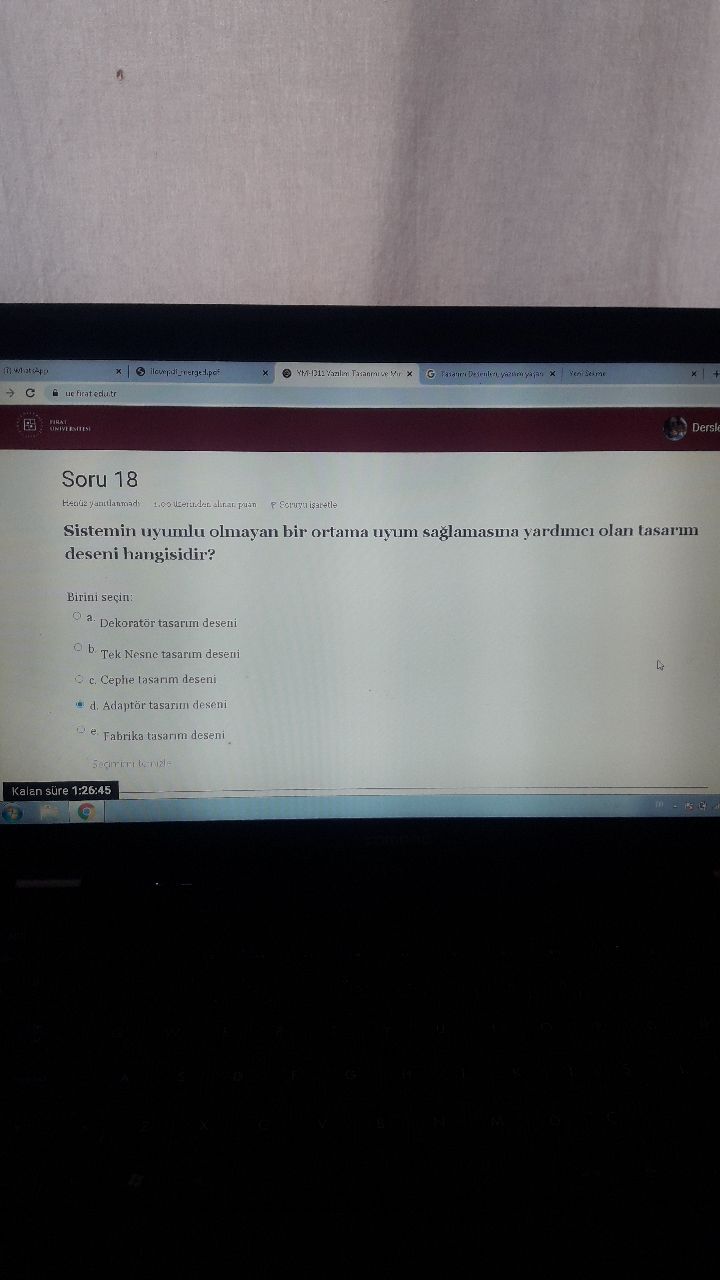 (1) WhatsApp
ilovepdf_merged.pdf
YMH311 Yazılım Tasarımı ve Mi
Tasarım Desenleri, yazılım yaşam
Yeni Sekme
ue.firat.edu.tr
FIRAT
ÜNİVERSİTESİ
Dersle
Soru 18
Henüz yanıtlanmadı 1,00 üzerinden alınan puan Soruyu işaretle
Sistemin uyumlu olmayan bir ortama uyum sağlamasına yardımcı olan tasarım
deseni hangisidir?
Birini seçin:
a. Dekoratör tasarım deseni
b. Tek Nesne tasarım deseni
c. Cephe tasarım deseni
d. Adaptör tasarım deseni
e. Fabrika tasarım deseni
Seçimimi temizle
Kalan süre 1:26:45